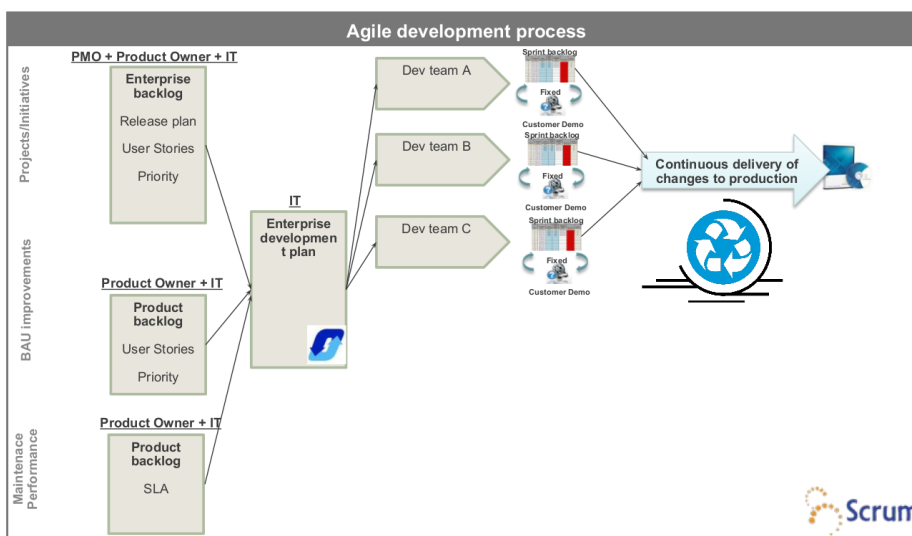 Agile development process
Projects/Initiatives
PMO + Product Owner + IT
Enterprise
backlog
Release plan
User Stories
Priority
BAU improvements
Product Owner + IT
Product
backlog
User Stories
Priority
Maintenace
Performance
Product Owner + IT
Product
backlog
SLA
IT
Enterprise
developmen
t plan
Dev team A
Sprint backlog
Fixed
Customer Demo
Dev team B
Sprint backlog
Fixed
Customer Demo
Dev team C
Sprint backlog
Fixed
Customer Demo
Continuous delivery of
changes to production
Scrum